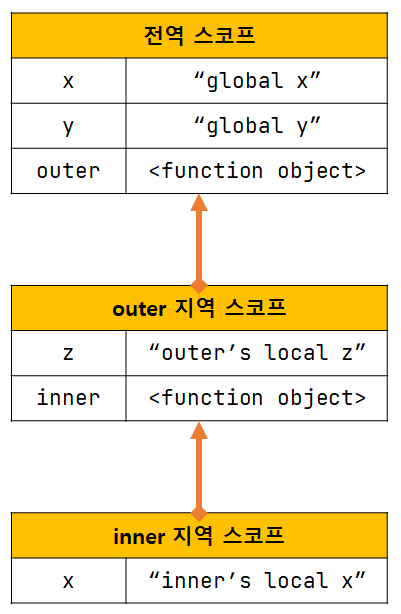 전역 스코프
x “global x”
y “global y”
outer <function object>
outer 지역 스코프
z “outer’s local z”
inner <function object>
inner 지역 스코프
x “inner’s local x”